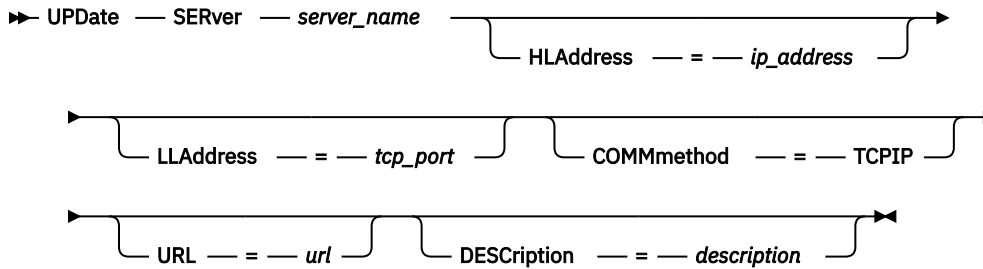 UPDate SERver server_name
HLAddress = ip_address
LLAddress = tcp_port COMMmethod = TCPIP
URL = url DESCription = description